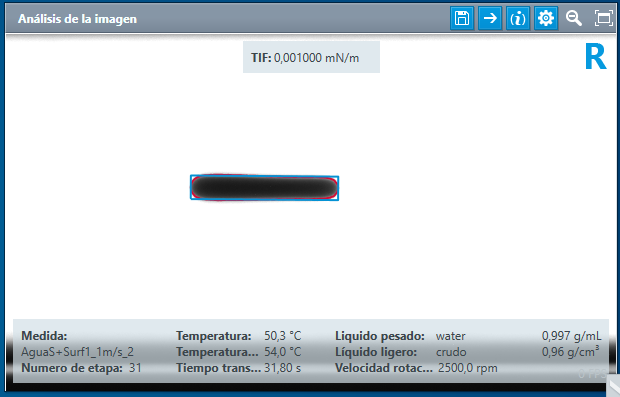 Análisis de la imagen
TIF: 0,001000 mN/m
R
Medida: Temperatura: 50,3 °C Liquido pesado: water 0,997 g/mL
AguaS+Surf1_1m/s_2 Temperatura... 54,0 °C Líquido ligero: crudo 0,96 g/cm³
Numero de etapa: 31 Tiempo trans... 31,80 s Velocidad rotac... 2500,0 rpm